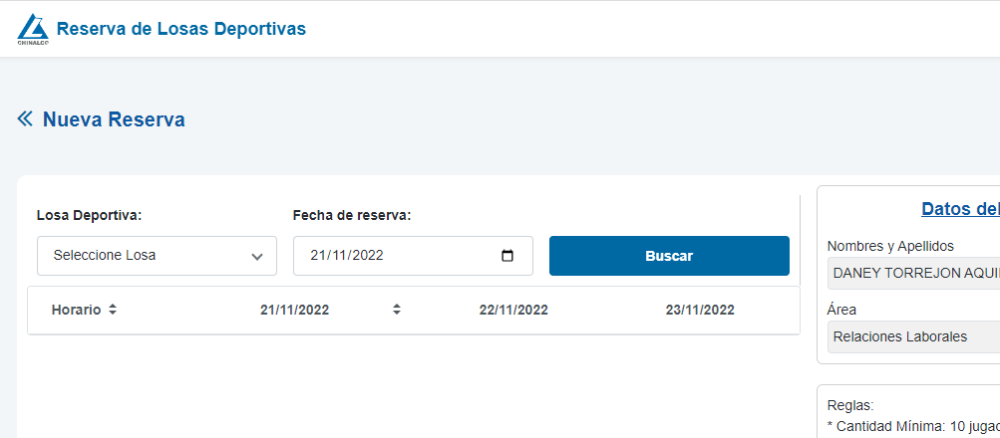 CHINALCO
Reserva de Losas Deportivas
Nueva Reserva
Losa Deportiva:
Fecha de reserva:
Seleccione Losa
21/11/2022
Buscar
Horario
21/11/2022
22/11/2022
23/11/2022
Datos del
Nombres y Apellidos
DANEY TORREJON
Área
Relaciones Laborales
Reglas:
* Cantidad Mínima: 10